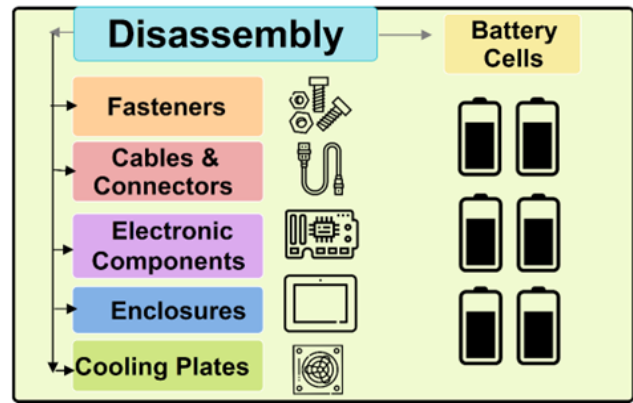 Disassembly
Battery
Cells
Fasteners
Cables &
Connectors
Electronic
Components
Enclosures
Cooling Plates